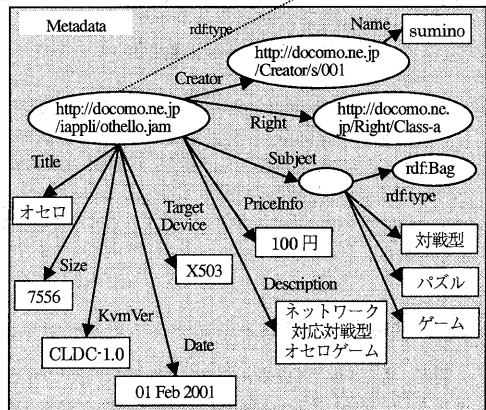 Metadata
rdf:type
Name
sumino
http://docomo.ne.jp
/Creator/s/001
Creator
http://docomo.ne.jp
/iappli/othello.jam
Right
http://docomo.ne.
jp/Right/Class-a
Title
Subject
rdf:Bag
rdf:type
オセロ
Target
Device
PriceInfo
100 円
対戦型
Size
X503
7556
Description
パズル
KvmVer
ネットワーク
対応対戦型
オセロゲーム
ゲーム
CLDC-1.0
Date
01 Feb 2001